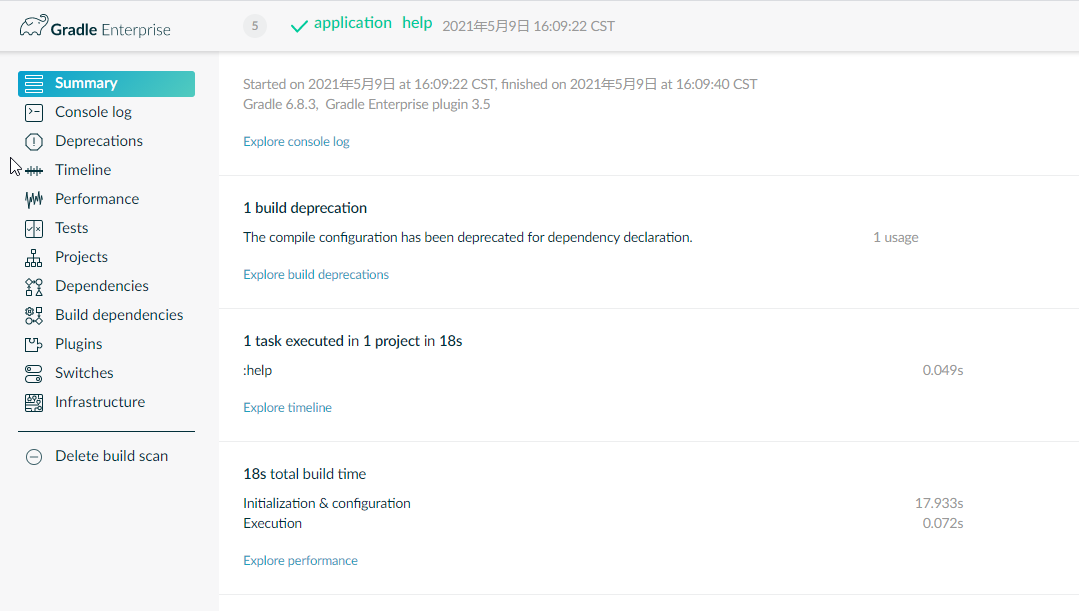 Gradle Enterprise
5 application help 2021年5月9日 16:09:22 CST
Summary
Console log
Deprecations
Timeline
Performance
Tests
Projects
Dependencies
Build dependencies
Plugins
Switches
Infrastructure
Delete build scan
Started on 2021年5月9日 at 16:09:22 CST, finished on 2021年5月9日 at 16:09:40 CST
Gradle 6.8.3, Gradle Enterprise plugin 3.5
Explore console log
1 build deprecation
The compile configuration has been deprecated for dependency declaration. 1 usage
Explore build deprecations
1 task executed in 1 project in 18s
:help 0.049s
Explore timeline
18s total build time
Initialization & configuration 17.933s
Execution 0.072s
Explore performance